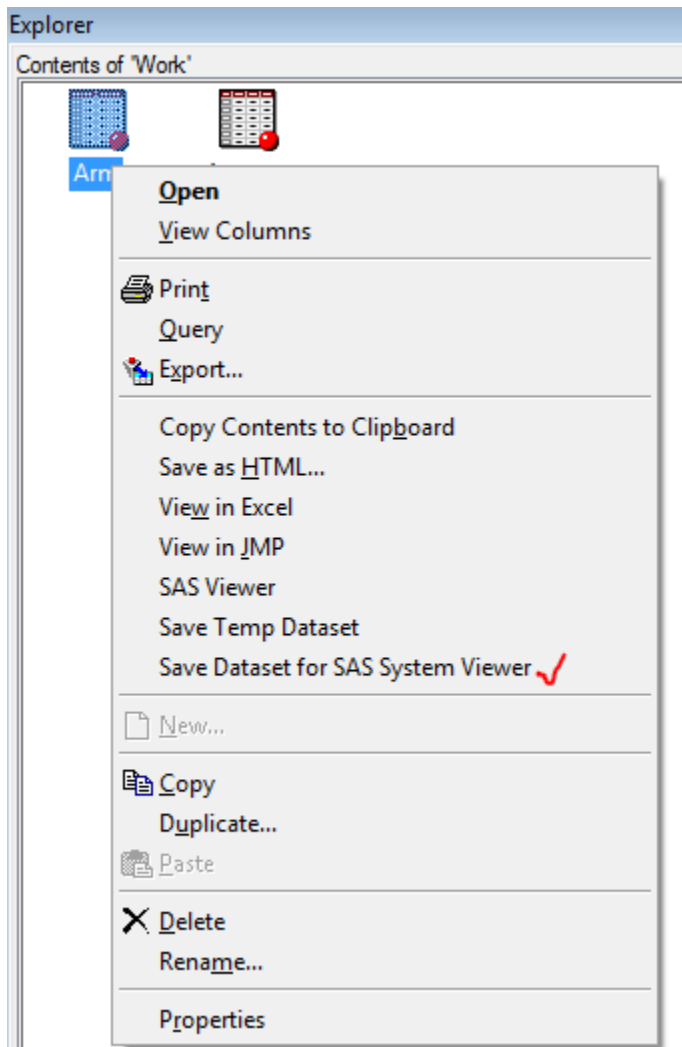 Explorer
Contents of 'Work'
Open
View Columns
Print
Query
Export...
Copy Contents to Clipboard
Save as HTML...
View in Excel
View in JMP
SAS Viewer
Save Temp Dataset
Save Dataset for SAS System Viewer
New...
Copy
Duplicate...
Paste
Delete
Rename...
Properties